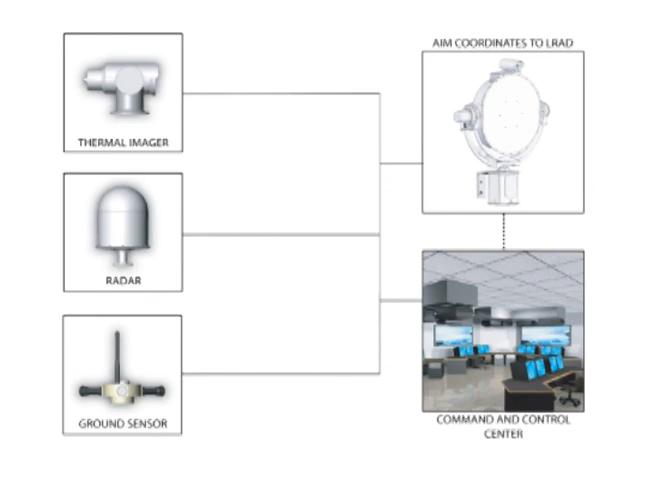 AIM COORDINATES TO LRAD
THERMAL IMAGER
RADAR
GROUND SENSOR
COMMAND AND CONTROL
CENTER